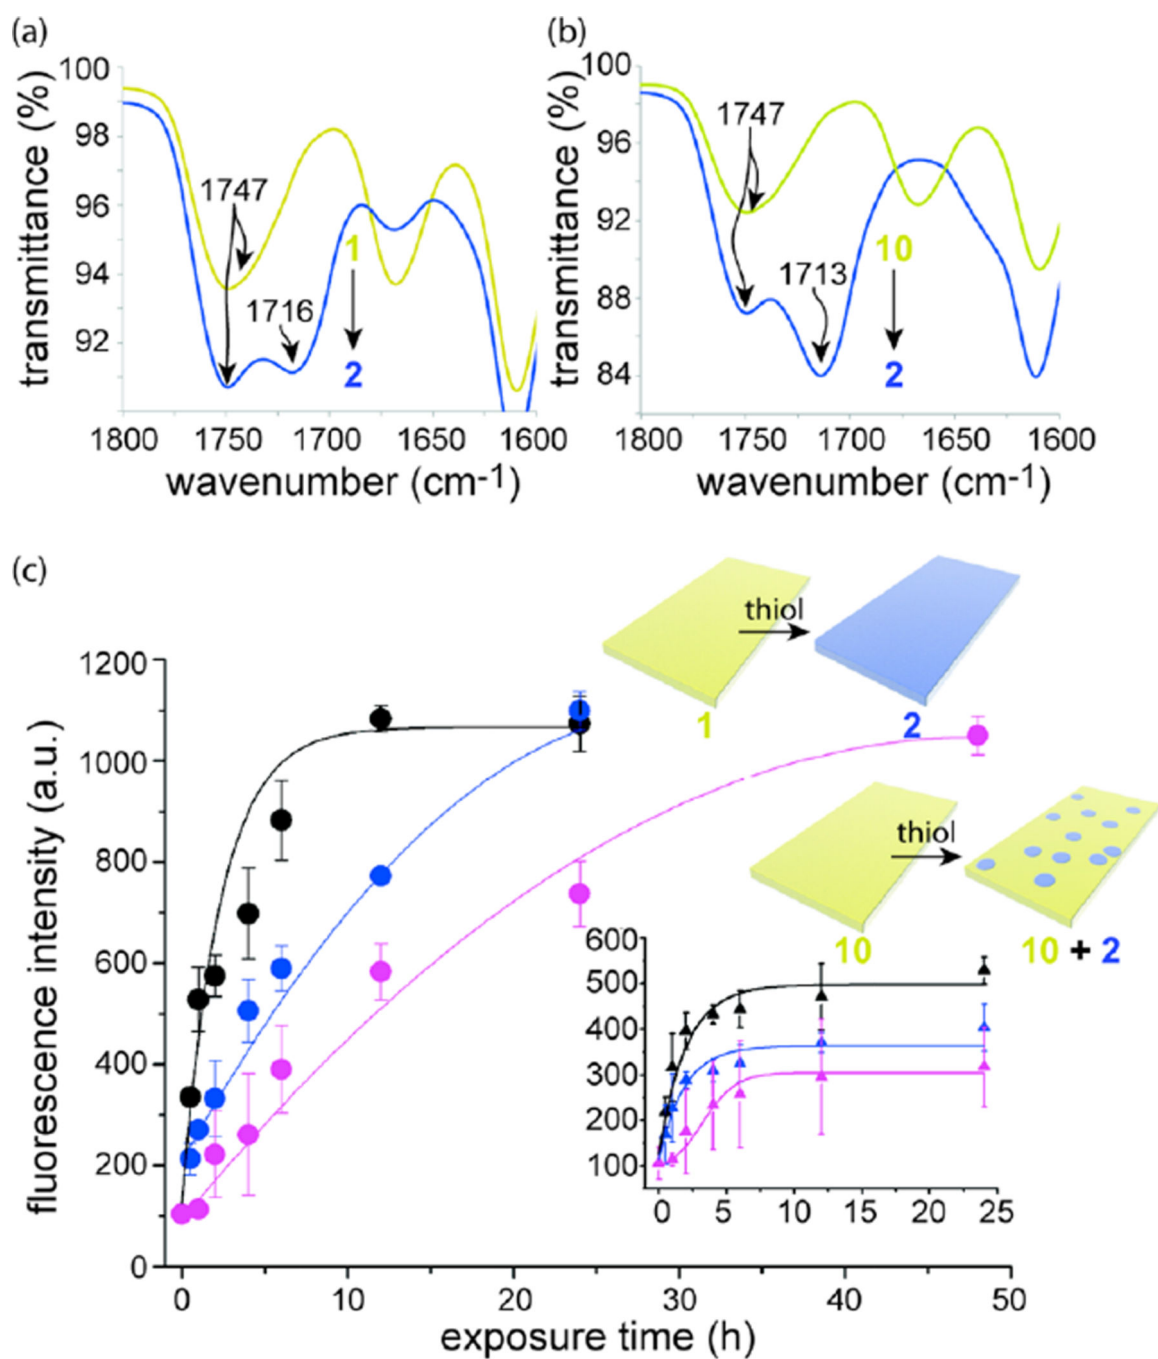 (a)
transmittance (%)
100
98
96
94
92
1747
1716
1
2
1800 1750 1700 1650 1600
wavenumber (cm-1)
(b)
transmittance (%)
100
96
92
88
84
1747
1713
10
2
1800 1750 1700 1650 1600
wavenumber (cm-1)
(c)
fluorescence intensity (a.u.)
1200
1000
800
600
400
200
0
0 10 20 30 40 50
exposure time (h)
thiol
1 2
thiol
10 10 + 2
600
500
400
300
200
100
0 5 10 15 20 25